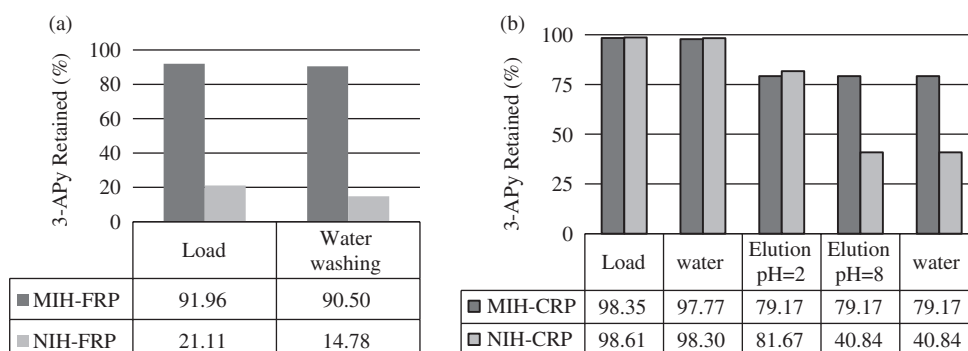 (a)
3-APy Retained (%)
100
80
60
40
20
0
Load
Water
washing
MIH-FRP 91.96 90.50
NIH-FRP 21.11 14.78
(b)
3-APy Retained (%)
100
75
50
25
0
Load water Elution pH=2 Elution pH=8 water
MIH-CRP 98.35 97.77 79.17 79.17 79.17
NIH-CRP 98.61 98.30 81.67 40.84 40.84